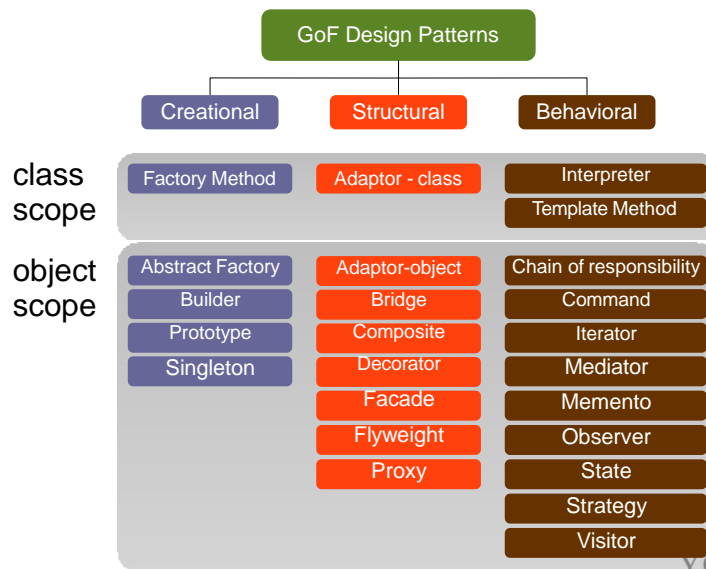 GoF Design Patterns
Creational
Structural
Behavioral
class
scope
Factory Method
Adaptor - class
Interpreter
Template Method
object
scope
Abstract Factory
Adaptor-object
Chain of responsibility
Builder
Bridge
Command
Prototype
Composite
Iterator
Singleton
Decorator
Mediator
Facade
Memento
Flyweight
Observer
Proxy
State
Strategy
Visitor